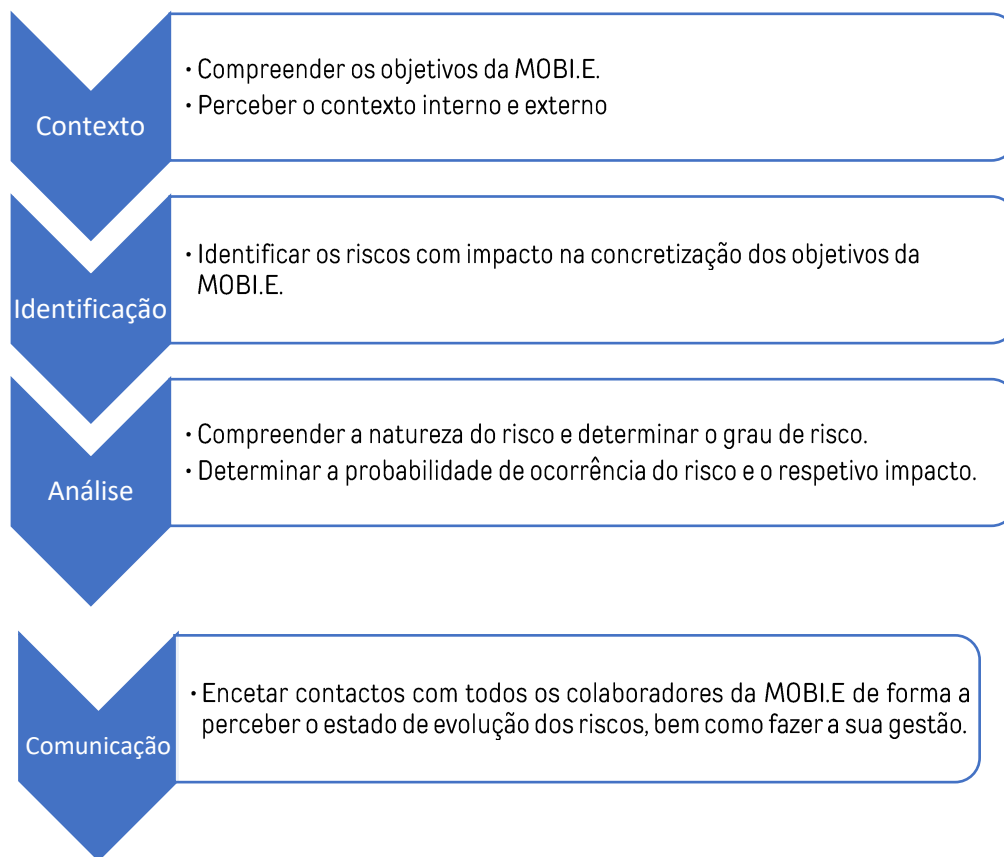 Contexto
• Compreender os objetivos da MOBI.E.
• Perceber o contexto interno e externo
Identificação
• Identificar os riscos com impacto na concretização dos objetivos da
MOBI.E.
Análise
• Compreender a natureza do risco e determinar o grau de risco.
• Determinar a probabilidade de ocorrência do risco e o respetivo impacto.
Comunicação
• Encetar contactos com todos os colaboradores da MOBI.E de forma a
perceber o estado de evolução dos riscos, bem como fazer a sua gestão.